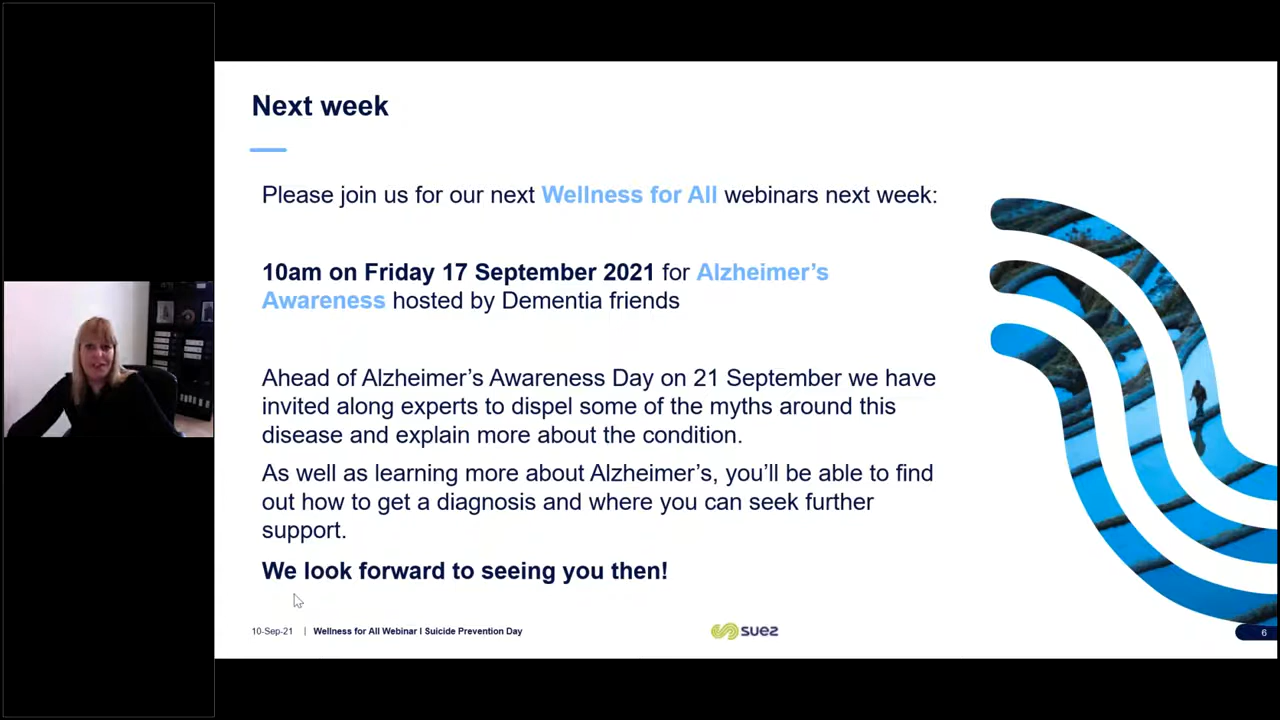 Next week
Please join us for our next Wellness for All webinars next week:
10am on Friday 17 September 2021 for Alzheimer’s
Awareness hosted by Dementia friends
Ahead of Alzheimer’s Awareness Day on 21 September we have
invited along experts to dispel some of the myths around this
disease and explain more about the condition.
As well as learning more about Alzheimer’s, you’ll be able to find
out how to get a diagnosis and where you can seek further
support.
We look forward to seeing you then!
10-Sep-21 | Wellness for All Webinar I Suicide Prevention Day
suez
6